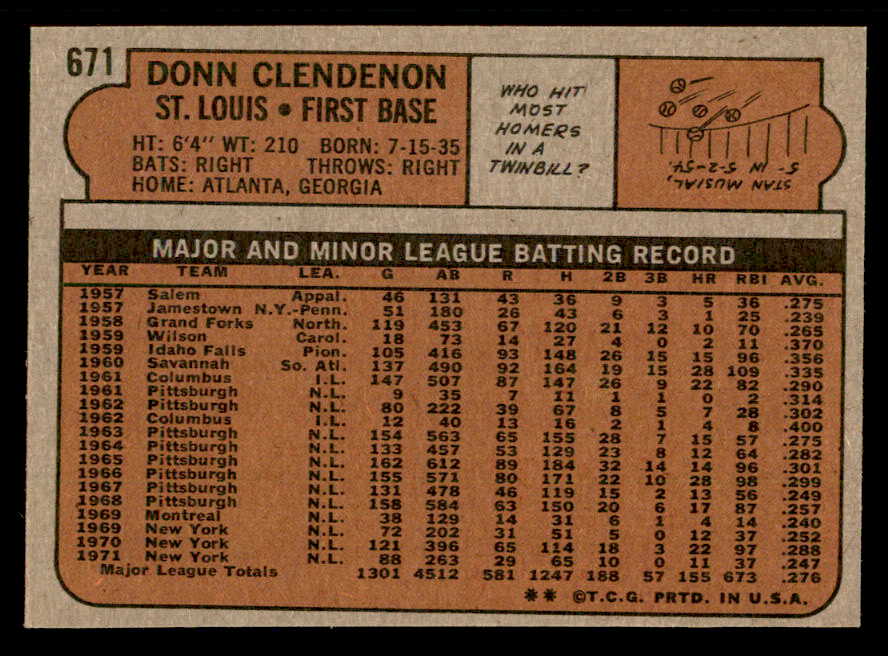 671
DONN CLENDENON
ST. LOUIS • FIRST BASE
HT: 6'4" WT: 210 BORN: 7-15-35
BATS: RIGHT THROWS: RIGHT
HOME: ATLANTA, GEORGIA
WHO HIT
MOST
HOMERS
IN A
TWINBILL?
STAN MUSIAL,
5- IN 5-2-54.
MAJOR AND MINOR LEAGUE BATTING RECORD
YEAR TEAM LEA. G AB R H 2B 3B HR RBI AVG.
1957 Salem Appal. 46 131 43 36 9 3 5 36 .275
1957 Jamestown N.Y.-Penn. 51 180 26 43 6 3 1 25 .239
1958 Grand Forks North. 119 453 67 120 21 12 10 70 .265
1959 Wilson Carol. 18 73 14 27 4 0 2 11 .370
1959 Idaho Falls Pion. 105 416 93 148 26 15 15 96 .356
1960 Savannah So. Atl. 137 490 92 164 19 15 28 109 .335
1961 Columbus I.L. 147 507 87 147 26 9 22 82 .290
1961 Pittsburgh N.L. 9 35 7 11 1 1 0 2 .314
1962 Pittsburgh N.L. 80 222 39 67 8 5 7 28 .302
1962 Columbus I.L. 12 40 13 16 2 1 4 8 .400
1963 Pittsburgh N.L. 154 563 65 155 28 7 15 57 .275
1964 Pittsburgh N.L. 133 457 53 129 23 8 12 64 .282
1965 Pittsburgh N.L. 162 612 89 184 32 14 14 96 .301
1966 Pittsburgh N.L. 155 571 80 171 22 10 28 98 .299
1967 Pittsburgh N.L. 131 478 46 119 15 2 13 56 .249
1968 Pittsburgh N.L. 158 584 63 150 20 6 17 87 .257
1969 Montreal N.L. 38 129 14 31 6 1 4 14 .240
1969 New York N.L. 72 202 31 51 5 0 12 37 .252
1970 New York N.L. 121 396 65 114 18 3 22 97 .288
1971 New York N.L. 88 263 29 65 10 0 11 37 .247
Major League Totals 1301 4512 581 1247 188 57 155 673 .276
** ©T.C.G. PRTD. IN U.S.A.